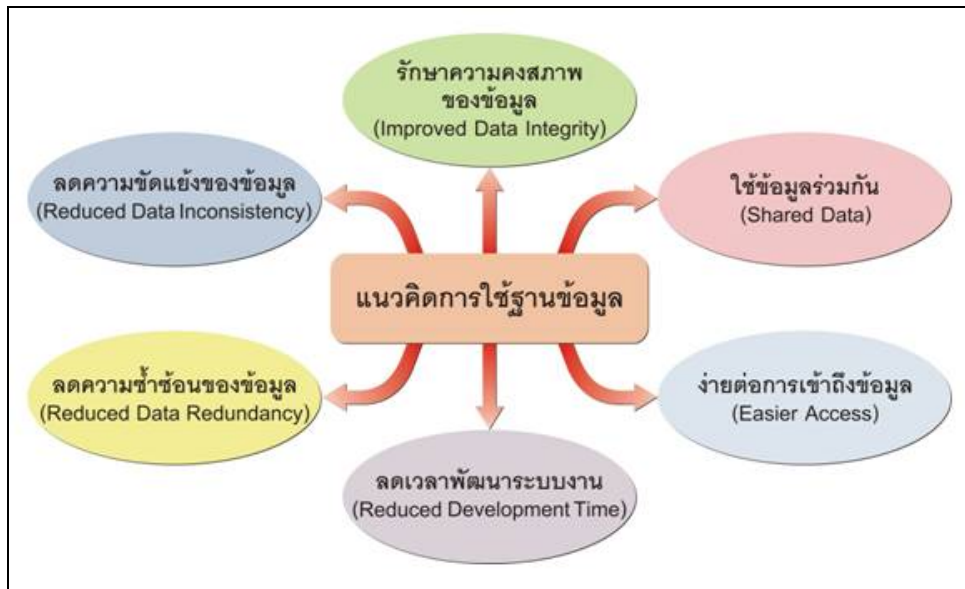 รักษาความคงสภาพ
ของข้อมูล
(Improved Data Integrity)
ลดความขัดแย้งของข้อมูล
(Reduced Data Inconsistency)
ใช้ข้อมูลร่วมกัน
(Shared Data)
แนวคิดการใช้ฐานข้อมูล
ลดความซ้ำซ้อนของข้อมูล
(Reduced Data Redundancy)
ง่ายต่อการเข้าถึงข้อมูล
(Easier Access)
ลดเวลาพัฒนาระบบงาน
(Reduced Development Time)